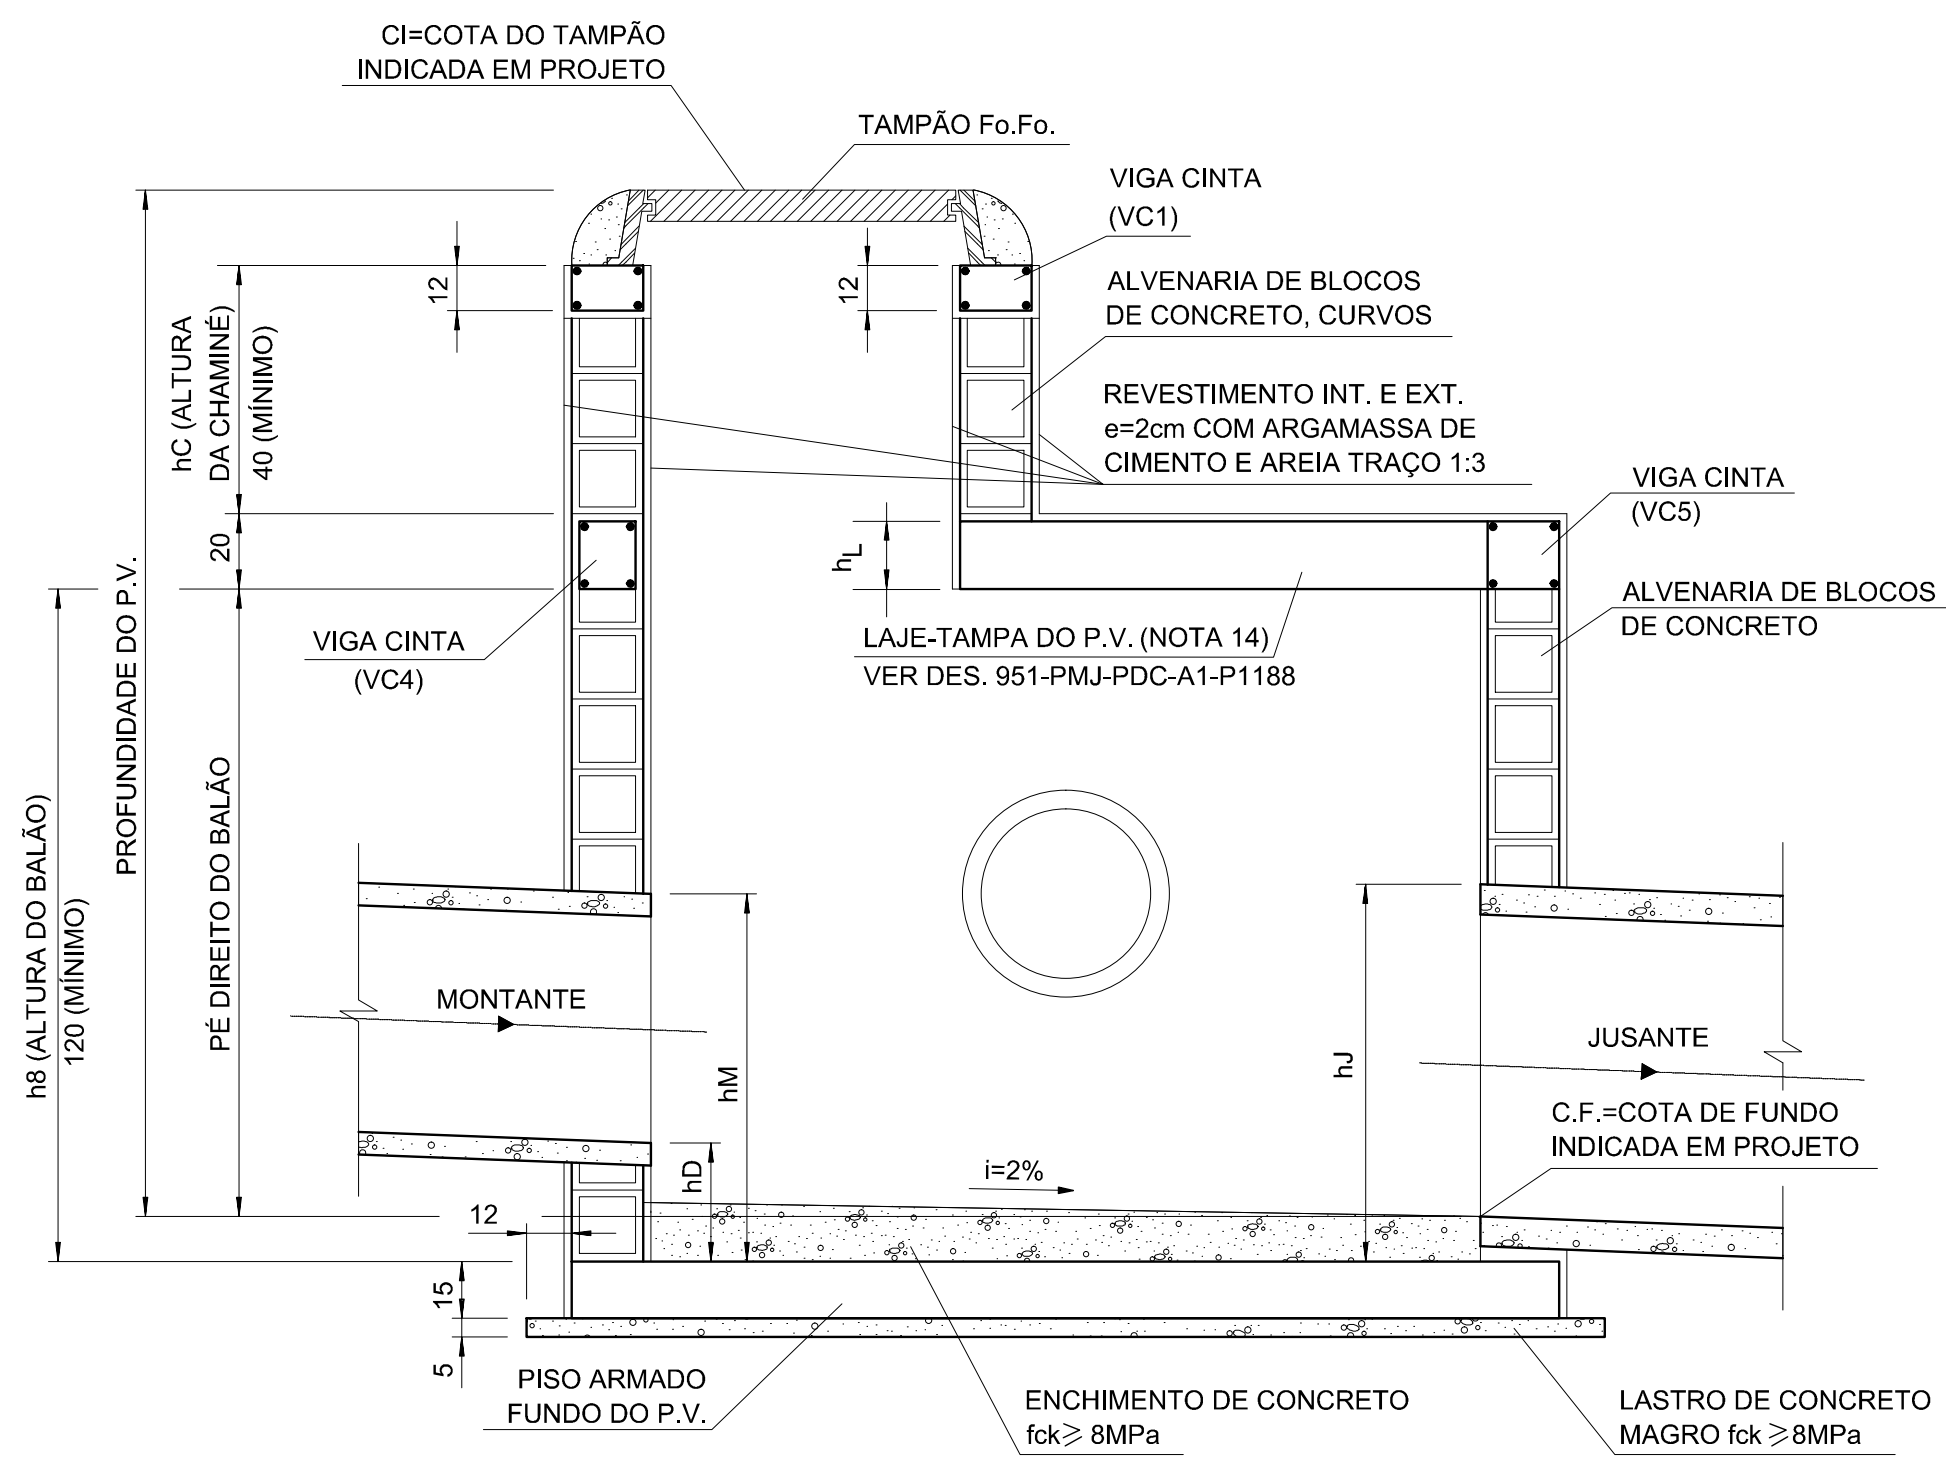 CI=COTA DO TAMPÃO
INDICADA EM PROJETO
TAMPÃO Fo.Fo.
VIGA CINTA
(VC1)
ALVENARIA DE BLOCOS
DE CONCRETO, CURVOS
REVESTIMENTO INT. E EXT.
e=2cm COM ARGAMASSA DE
CIMENTO E AREIA TRAÇO 1:3
VIGA CINTA
(VC5)
ALVENARIA DE BLOCOS
DE CONCRETO
12
12
hC (ALTURA
DA CHAMINÉ)
40 (MÍNIMO)
20
hL
VIGA CINTA
(VC4)
LAJE-TAMPA DO P.V. (NOTA 14)
VER DES. 951-PMJ-PDC-A1-P1188
PROFUNDIDADE DO P.V.
PÉ DIREITO DO BALÃO
h8 (ALTURA DO BALÃO)
120 (MÍNIMO)
MONTANTE
hM
hJ
JUSANTE
C.F.=COTA DE FUNDO
INDICADA EM PROJETO
hD
i=2%
12
15
5
PISO ARMADO
FUNDO DO P.V.
ENCHIMENTO DE CONCRETO
fck⩾ 8MPa
LASTRO DE CONCRETO
MAGRO fck ⩾8MPa